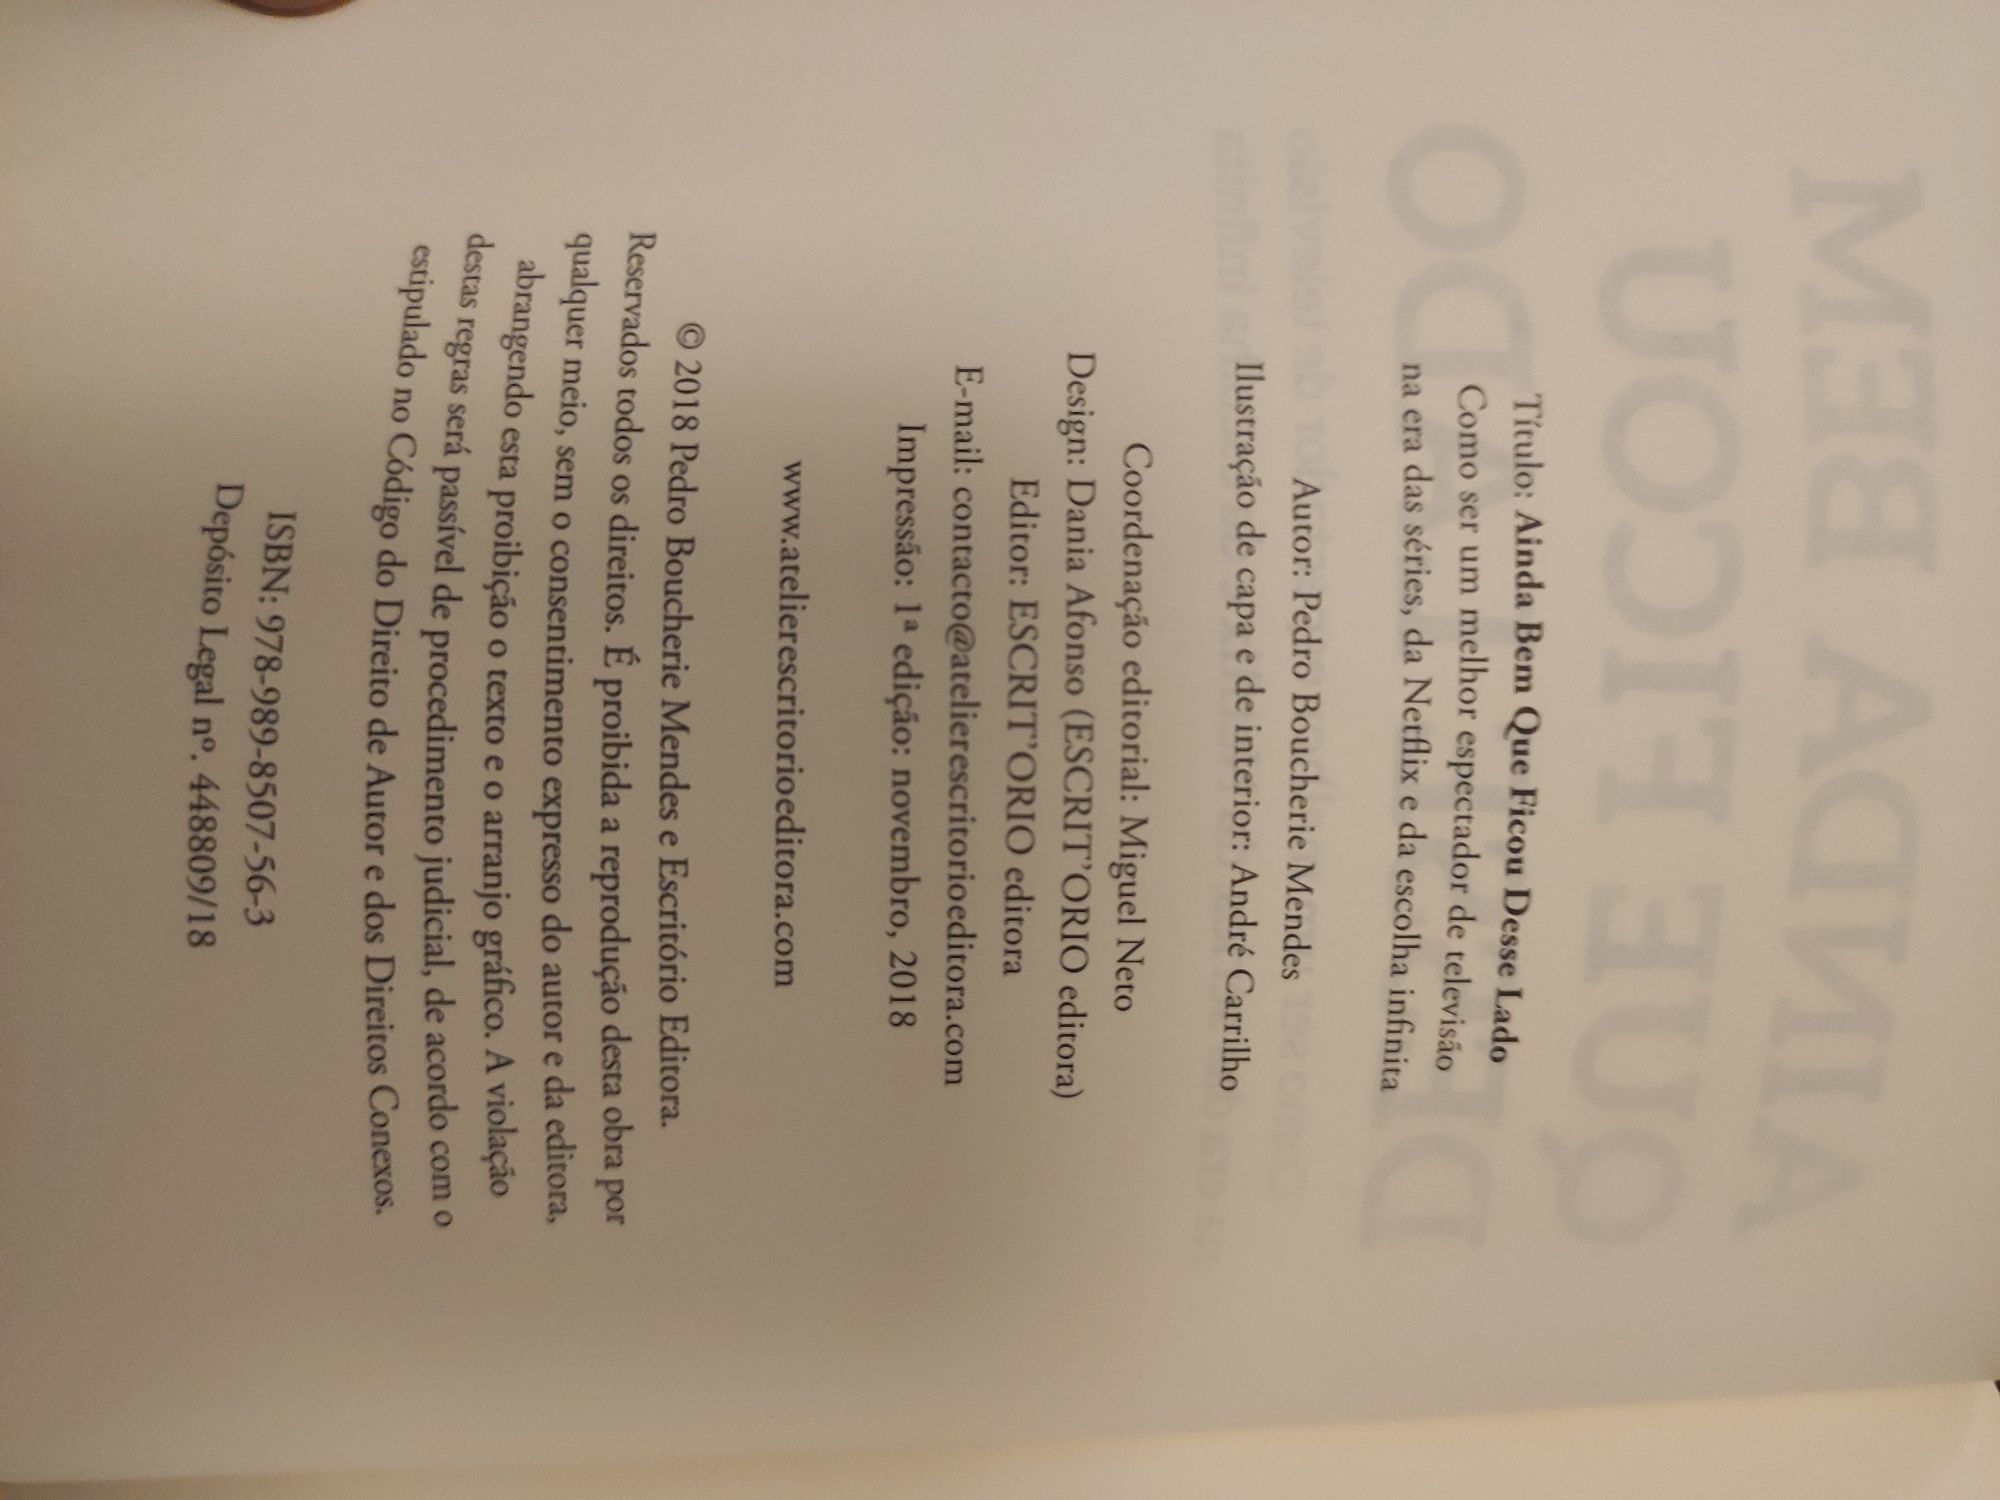 Título: Ainda Bem Que Ficou Desse Lado
Como ser um melhor espectador de televisão
na era das séries, da Netflix e da escolha infinita
Autor: Pedro Boucherie Mendes
Ilustração de capa e de interior: André Carrilho
Coordenação editorial: Miguel Neto
Design: Dania Afonso (ESCRIT'ORIO editora)
Editor: ESCRIT'ORIO editora
E-mail: contacto@atelierescritorioeditora.com
Impressão: 1ª edição: novembro, 2018
www.atelierescritorioeditora.com
© 2018 Pedro Boucherie Mendes e Escritório Editora.
Reservados todos os direitos. É proibida a reprodução desta obra por
qualquer meio, sem o consentimento expresso do autor e da editora,
abrangendo esta proibição o texto e o arranjo gráfico. A violação
destas regras será passível de procedimento judicial, de acordo com o
estipulado no Código do Direito de Autor e dos Direitos Conexos.
ISBN: 978-989-8507-56-3
Depósito Legal nº. 448809/18